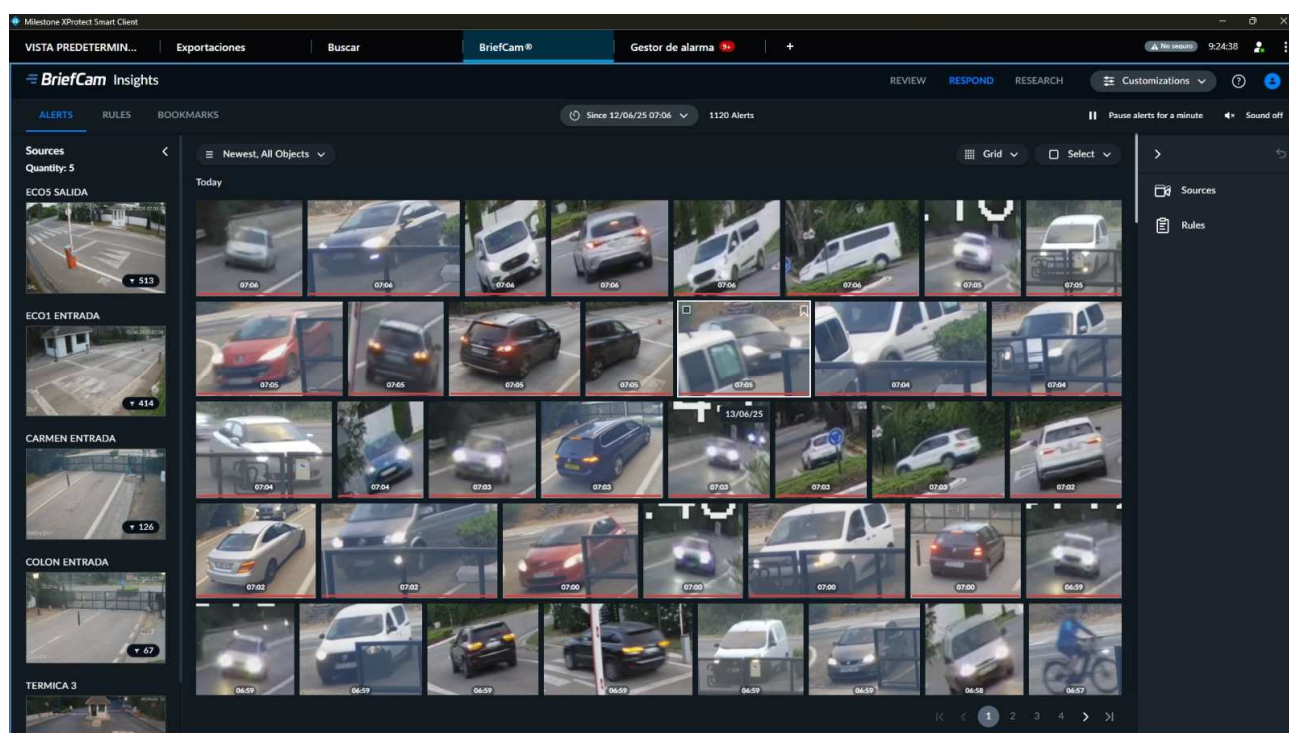 Milestone XProtect Smart Client
VISTA PREDETERMIN... Exportaciones Buscar BriefCam® Gestor de alarma 9+ + No seguro 9:24:38
BriefCam Insights REVIEW RESPOND RESEARCH Customizations ?
ALERTS RULES BOOKMARKS Since 12/06/25 07:06 1120 Alerts Pause alerts for a minute Sound off
Sources
Quantity: 5
Newest, All Objects Grid Select
Today
Sources
Rules
ECO5 SALIDA
513
ECO1 ENTRADA
414
CARMEN ENTRADA
126
COLON ENTRADA
67
TERMICA 3
07:06 07:06 07:06 07:06 07:06 07:06 07:05 07:05
07:05 07:05 07:05 07:05 07:05 07:04 07:04
13/06/25
07:04 07:04 07:03 07:03 07:03 07:03 07:03 07:02
07:02 07:02 07:00 07:00 07:00 07:00 06:59
06:59 06:59 06:59 06:59 06:59 06:59 06:58 06:57
1 2 3 4